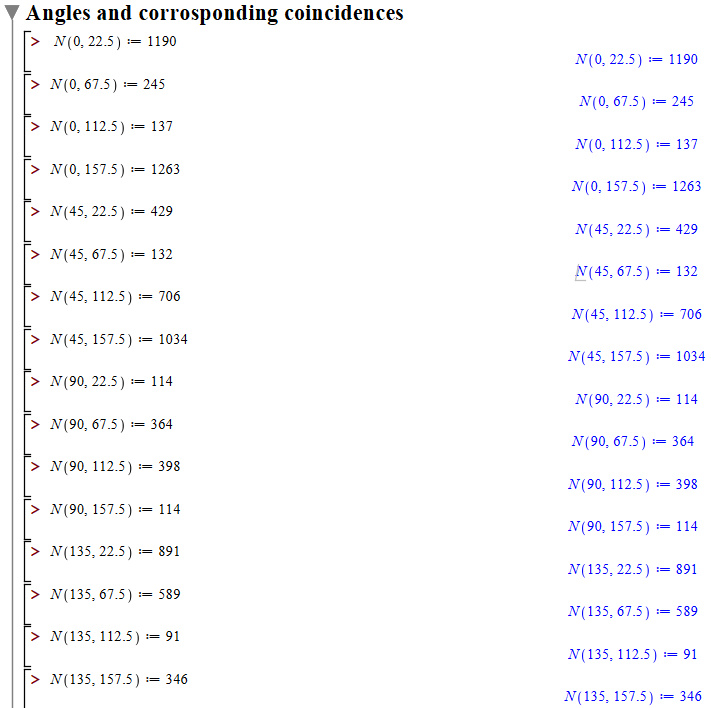 Angles and corrosponding coincidences
> N(0, 22.5) := 1190
N(0, 22.5) := 1190
> N(0, 67.5) := 245
N(0, 67.5) := 245
> N(0, 112.5) := 137
N(0, 112.5) := 137
> N(0, 157.5) := 1263
N(0, 157.5) := 1263
> N(45, 22.5) := 429
N(45, 22.5) := 429
> N(45, 67.5) := 132
N(45, 67.5) := 132
> N(45, 112.5) := 706
N(45, 112.5) := 706
> N(45, 157.5) := 1034
N(45, 157.5) := 1034
> N(90, 22.5) := 114
N(90, 22.5) := 114
> N(90, 67.5) := 364
N(90, 67.5) := 364
> N(90, 112.5) := 398
N(90, 112.5) := 398
> N(90, 157.5) := 114
N(90, 157.5) := 114
> N(135, 22.5) := 891
N(135, 22.5) := 891
> N(135, 67.5) := 589
N(135, 67.5) := 589
> N(135, 112.5) := 91
N(135, 112.5) := 91
> N(135, 157.5) := 346
N(135, 157.5) := 346